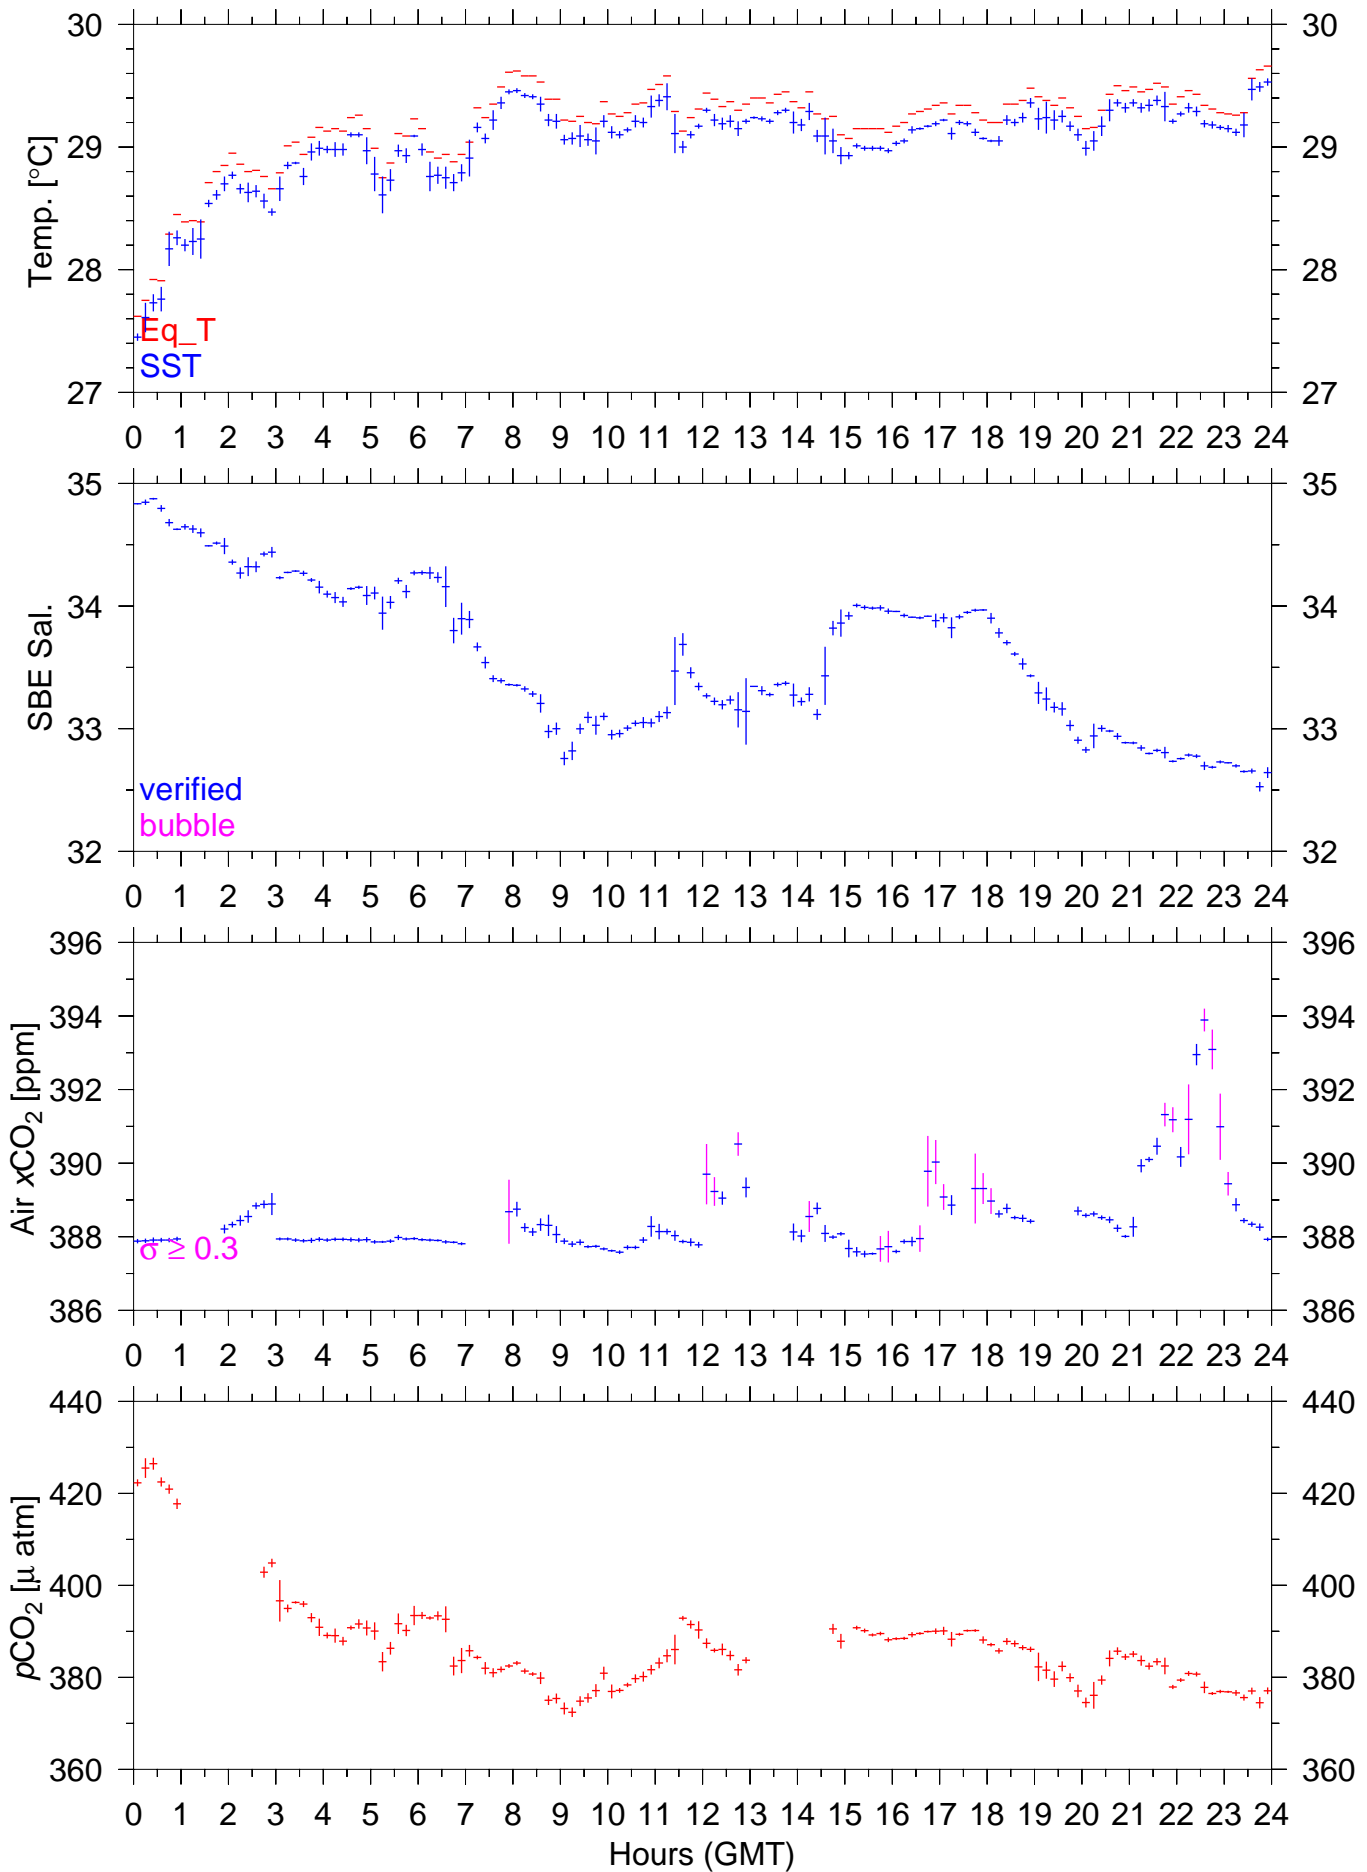 30 30
29 29
28 28
27 27
Temp. [°C]
Eq_T
SST
0 1 2 3 4 5 6 7 8 9 10 11 12 13 14 15 16 17 18 19 20 21 22 23 24
35 35
34 34
33 33
32 32
SBE Sal.
verified
bubble
0 1 2 3 4 5 6 7 8 9 10 11 12 13 14 15 16 17 18 19 20 21 22 23 24
396 396
394 394
392 392
390 390
388 388
386 386
Air xCO₂ [ppm]
σ ≥ 0.3
0 1 2 3 4 5 6 7 8 9 10 11 12 13 14 15 16 17 18 19 20 21 22 23 24
440 440
420 420
400 400
380 380
360 360
pCO₂ [μ atm]
0 1 2 3 4 5 6 7 8 9 10 11 12 13 14 15 16 17 18 19 20 21 22 23 24
Hours (GMT)